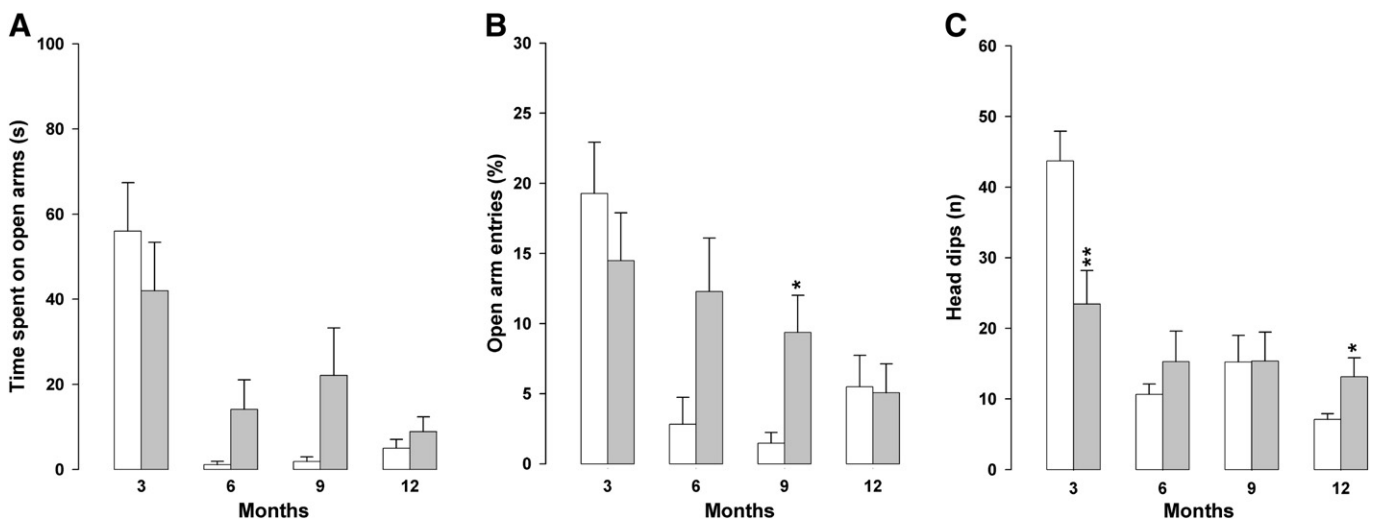 A
Time spent on open arms (s)
100
80
60
40
20
0
3 6 9 12
Months
B
Open arm entries (%)
30
25
20
15
10
5
0
*
3 6 9 12
Months
C
Head dips (n)
60
50
40
30
20
10
0
**
*
3 6 9 12
Months